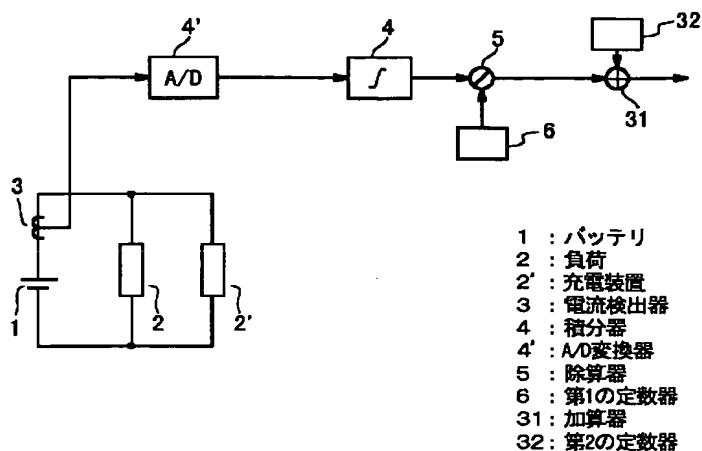 4'
4
5
32
A/D
∫
31
6
3
1
2
2'
1 : バッテリ
2 : 負荷
2' : 充電装置
3 : 電流検出器
4 : 積分器
4' : A/D変換器
5 : 除算器
6 : 第1の定数器
31 : 加算器
32 : 第2の定数器